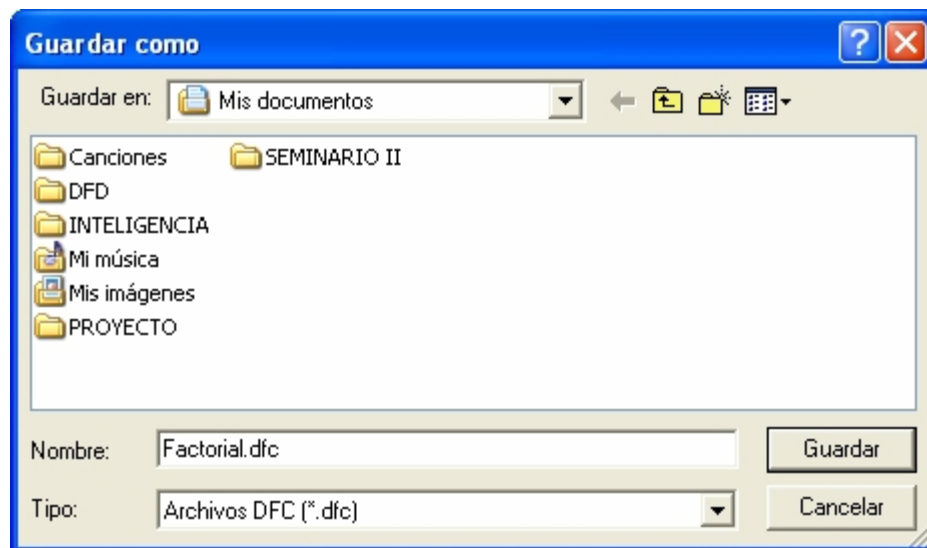 Guardar como
Guardar en: Mis documentos
Canciones SEMINARIO II
DFD
INTELIGENCIA
Mi música
Mis imágenes
PROYECTO
Nombre: Factorial.dfc Guardar
Tipo: Archivos DFC (*.dfc) Cancelar